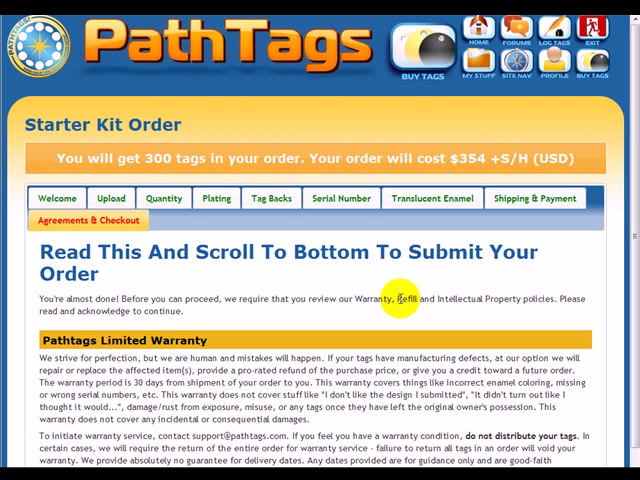 PATHTAGS
PathTags
BUY TAGS
HOME
FORUMS
LOG TAGS
EXIT
MY STUFF
SITE NAV
PROFILE
BUY TAGS
Starter Kit Order
You will get 300 tags in your order. Your order will cost $354 +S/H (USD)
Welcome
Upload
Quantity
Plating
Tag Backs
Serial Number
Translucent Enamel
Shipping & Payment
Agreements & Checkout
Read This And Scroll To Bottom To Submit Your
Order
You're almost done! Before you can proceed, we require that you review our Warranty, Refill and Intellectual Property policies. Please
read and acknowledge to continue.
Pathtags Limited Warranty
We strive for perfection, but we are human and mistakes will happen. If your tags have manufacturing defects, at our option we will
repair or replace the affected item(s), provide a pro-rated refund of the purchase price, or give you a credit toward a future order.
The warranty period is 30 days from shipment of your order to you. This warranty covers things like incorrect enamel coloring, missing
or wrong serial numbers, etc. This warranty does not cover stuff like "I don't like the design I submitted", "It didn't turn out like I
thought it would...", damage/rust from exposure, misuse, or any tags once they have left the original owner's possession. This
warranty does not cover any incidental or consequential damages.
To initiate warranty service, contact support@pathtags.com. If you feel you have a warranty condition, do not distribute your tags. In
certain cases, we will require the return of the entire order for warranty service - failure to return all tags in an order will void your
warranty. We provide absolutely no guarantee for delivery dates. Any dates provided are for guidance only and are good-faith